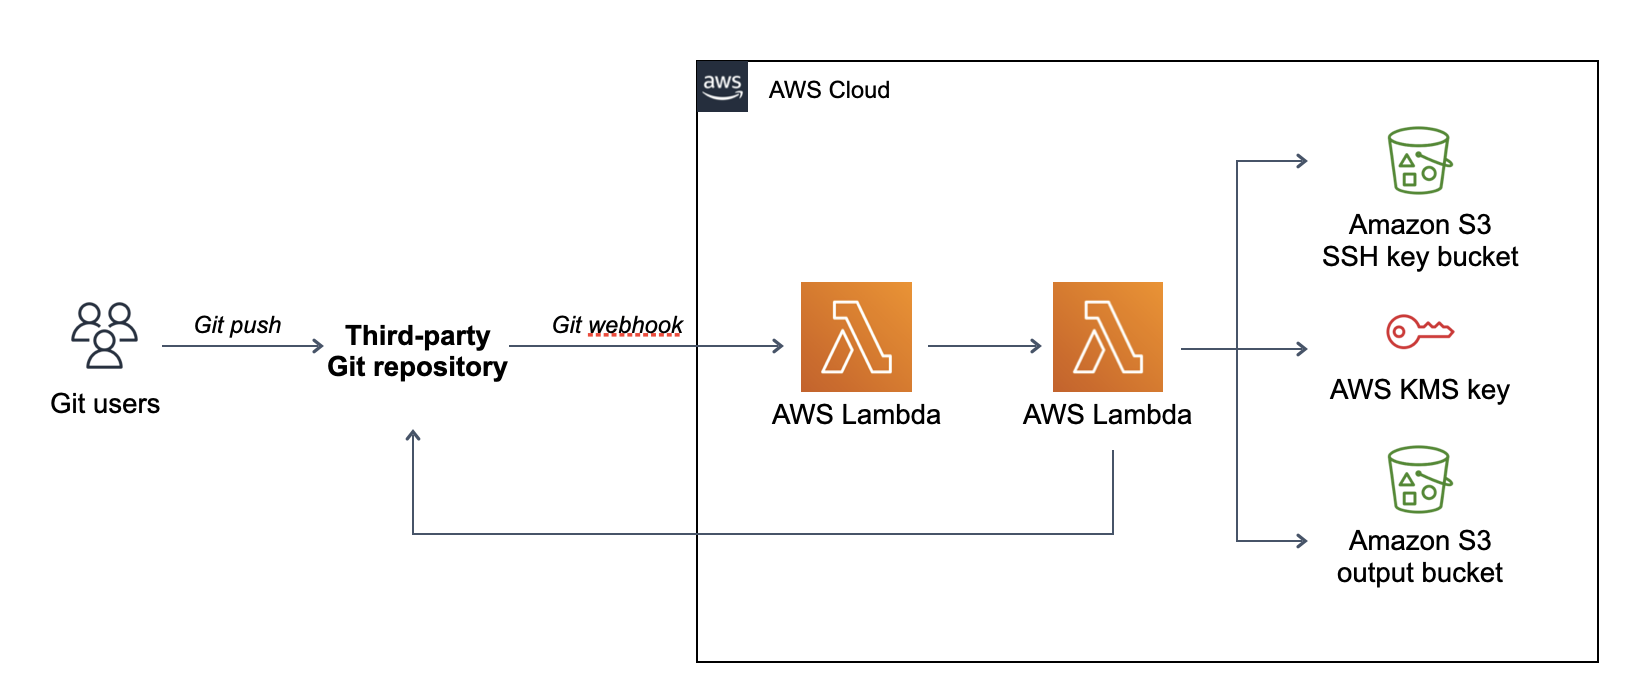 aws
AWS Cloud
Amazon S3
SSH key bucket
Git push
Third-party
Git repository
Git webhook
Git users
AWS Lambda
AWS Lambda
AWS KMS key
Amazon S3
output bucket